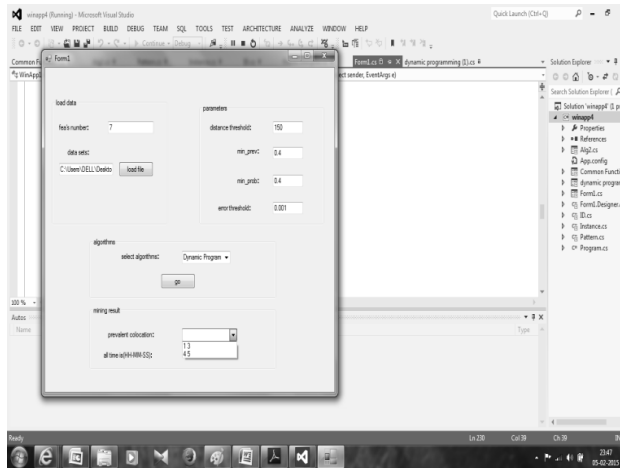 winapp4 (Running) - Microsoft Visual Studio
Quick Launch (Ctrl+Q)
FILE EDIT VIEW PROJECT BUILD DEBUG TEAM SQL TOOLS TEST ARCHITECTURE ANALYZE WINDOW HELP
Continue Debug
Form1
Form1.cs
dynamic programming (1).cs
Solution Explorer
ect sender, EventArgs e)
Search Solution Explorer
Solution 'winapp4' (1 p
winapp4
Properties
References
Alg2.cs
App.config
Common Functi
dynamic progra
Form1.cs
Form1.Designer
ID.cs
Instance.cs
Pattern.cs
Program.cs
load data
fea's number: 7
data sets:
C:\Users\DELL\Deskto load file
parameters
distance threshold: 150
min_prev: 0.4
min_prob: 0.4
error threshold: 0.001
algorithms
select algorithms: Dynamic Program
go
mining result
prevalent colocation:
1 3
4 5
all time is(HH-MM-SS):
100 %
Autos
Name
Type
Ready
Ln 230 Col 39 Ch 39
23:47
05-02-2015